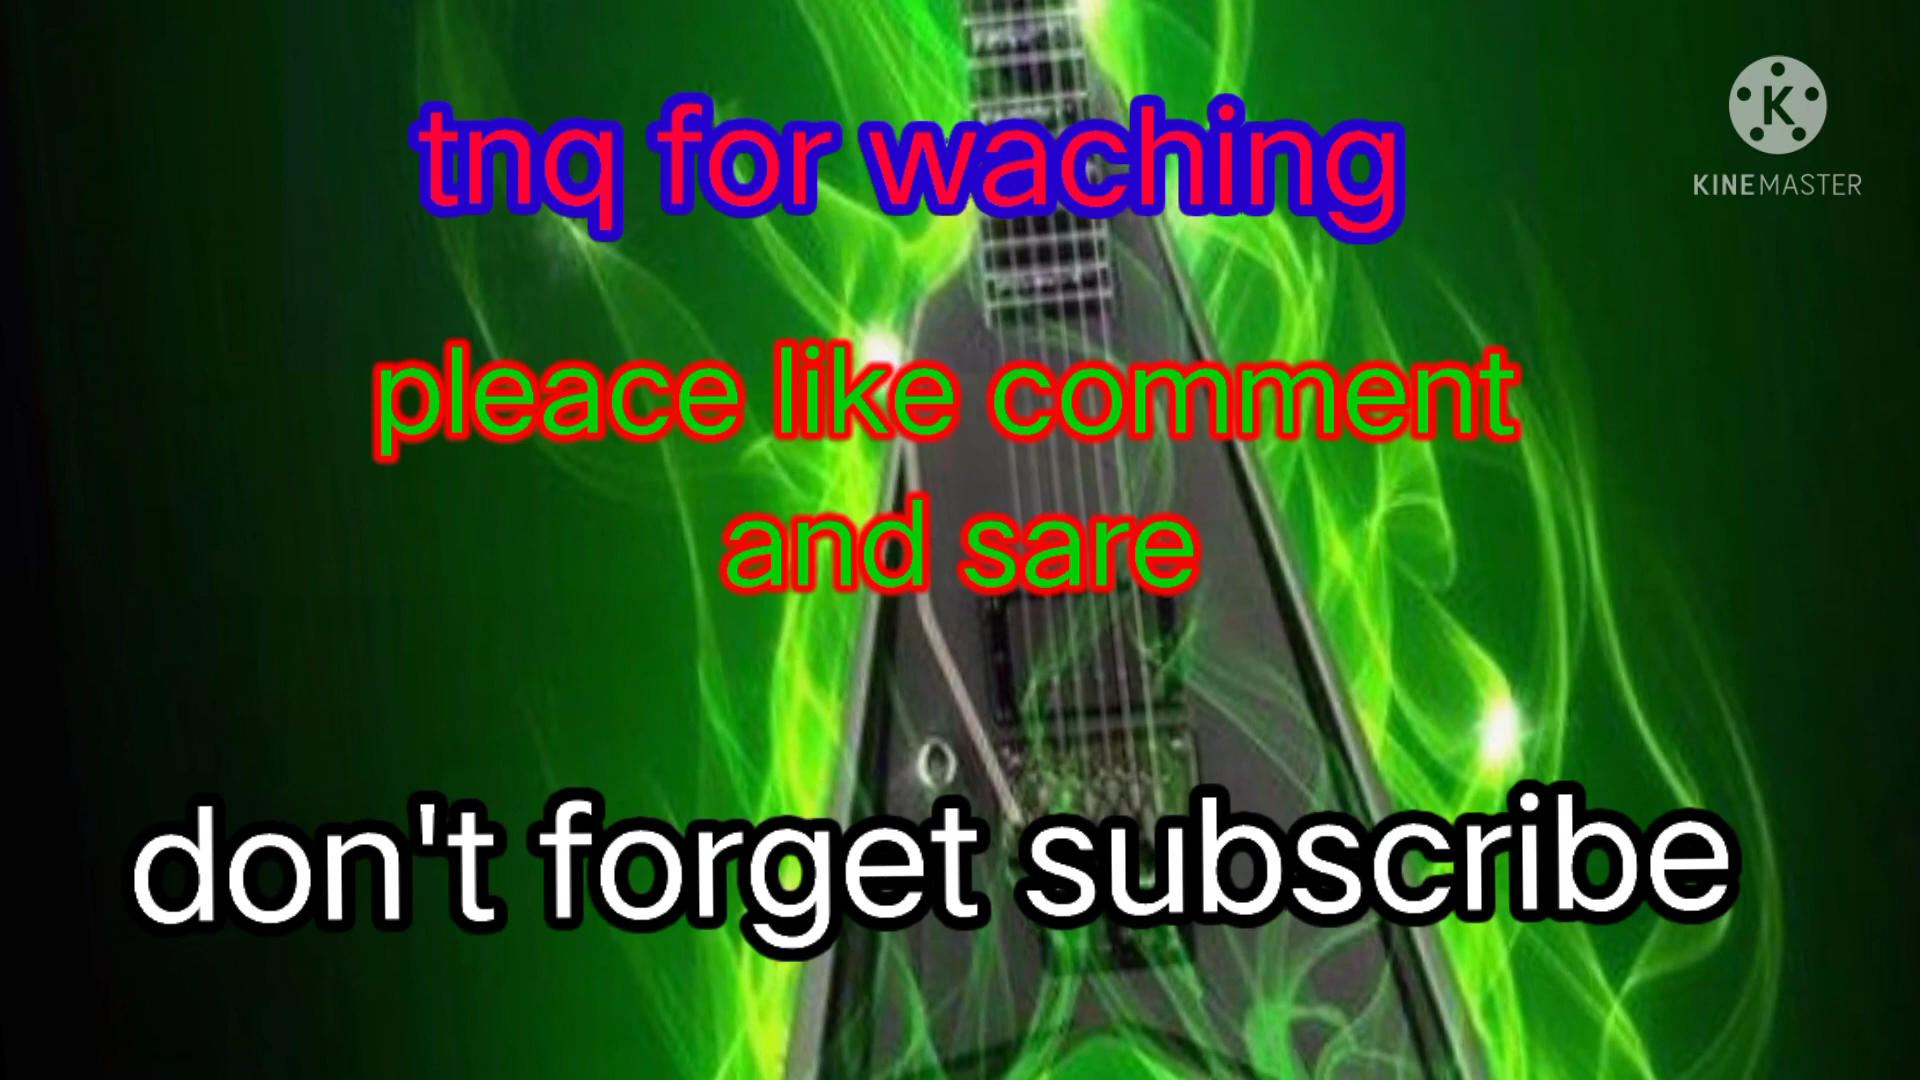 tnq for waching
K
KINEMASTER
pleace like comment
and sare
don't forget subscribe